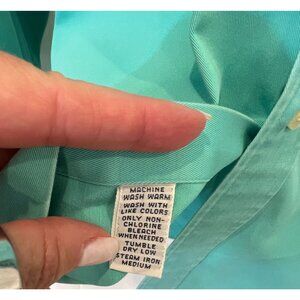 MACHINE
WASH WARM
WASH WITH
LIKE COLORS
ONLY NON-
CHLORINE
BLEACH
WHEN NEEDED
TUMBLE
DRY LOW
STEAM IRON
MEDIUM